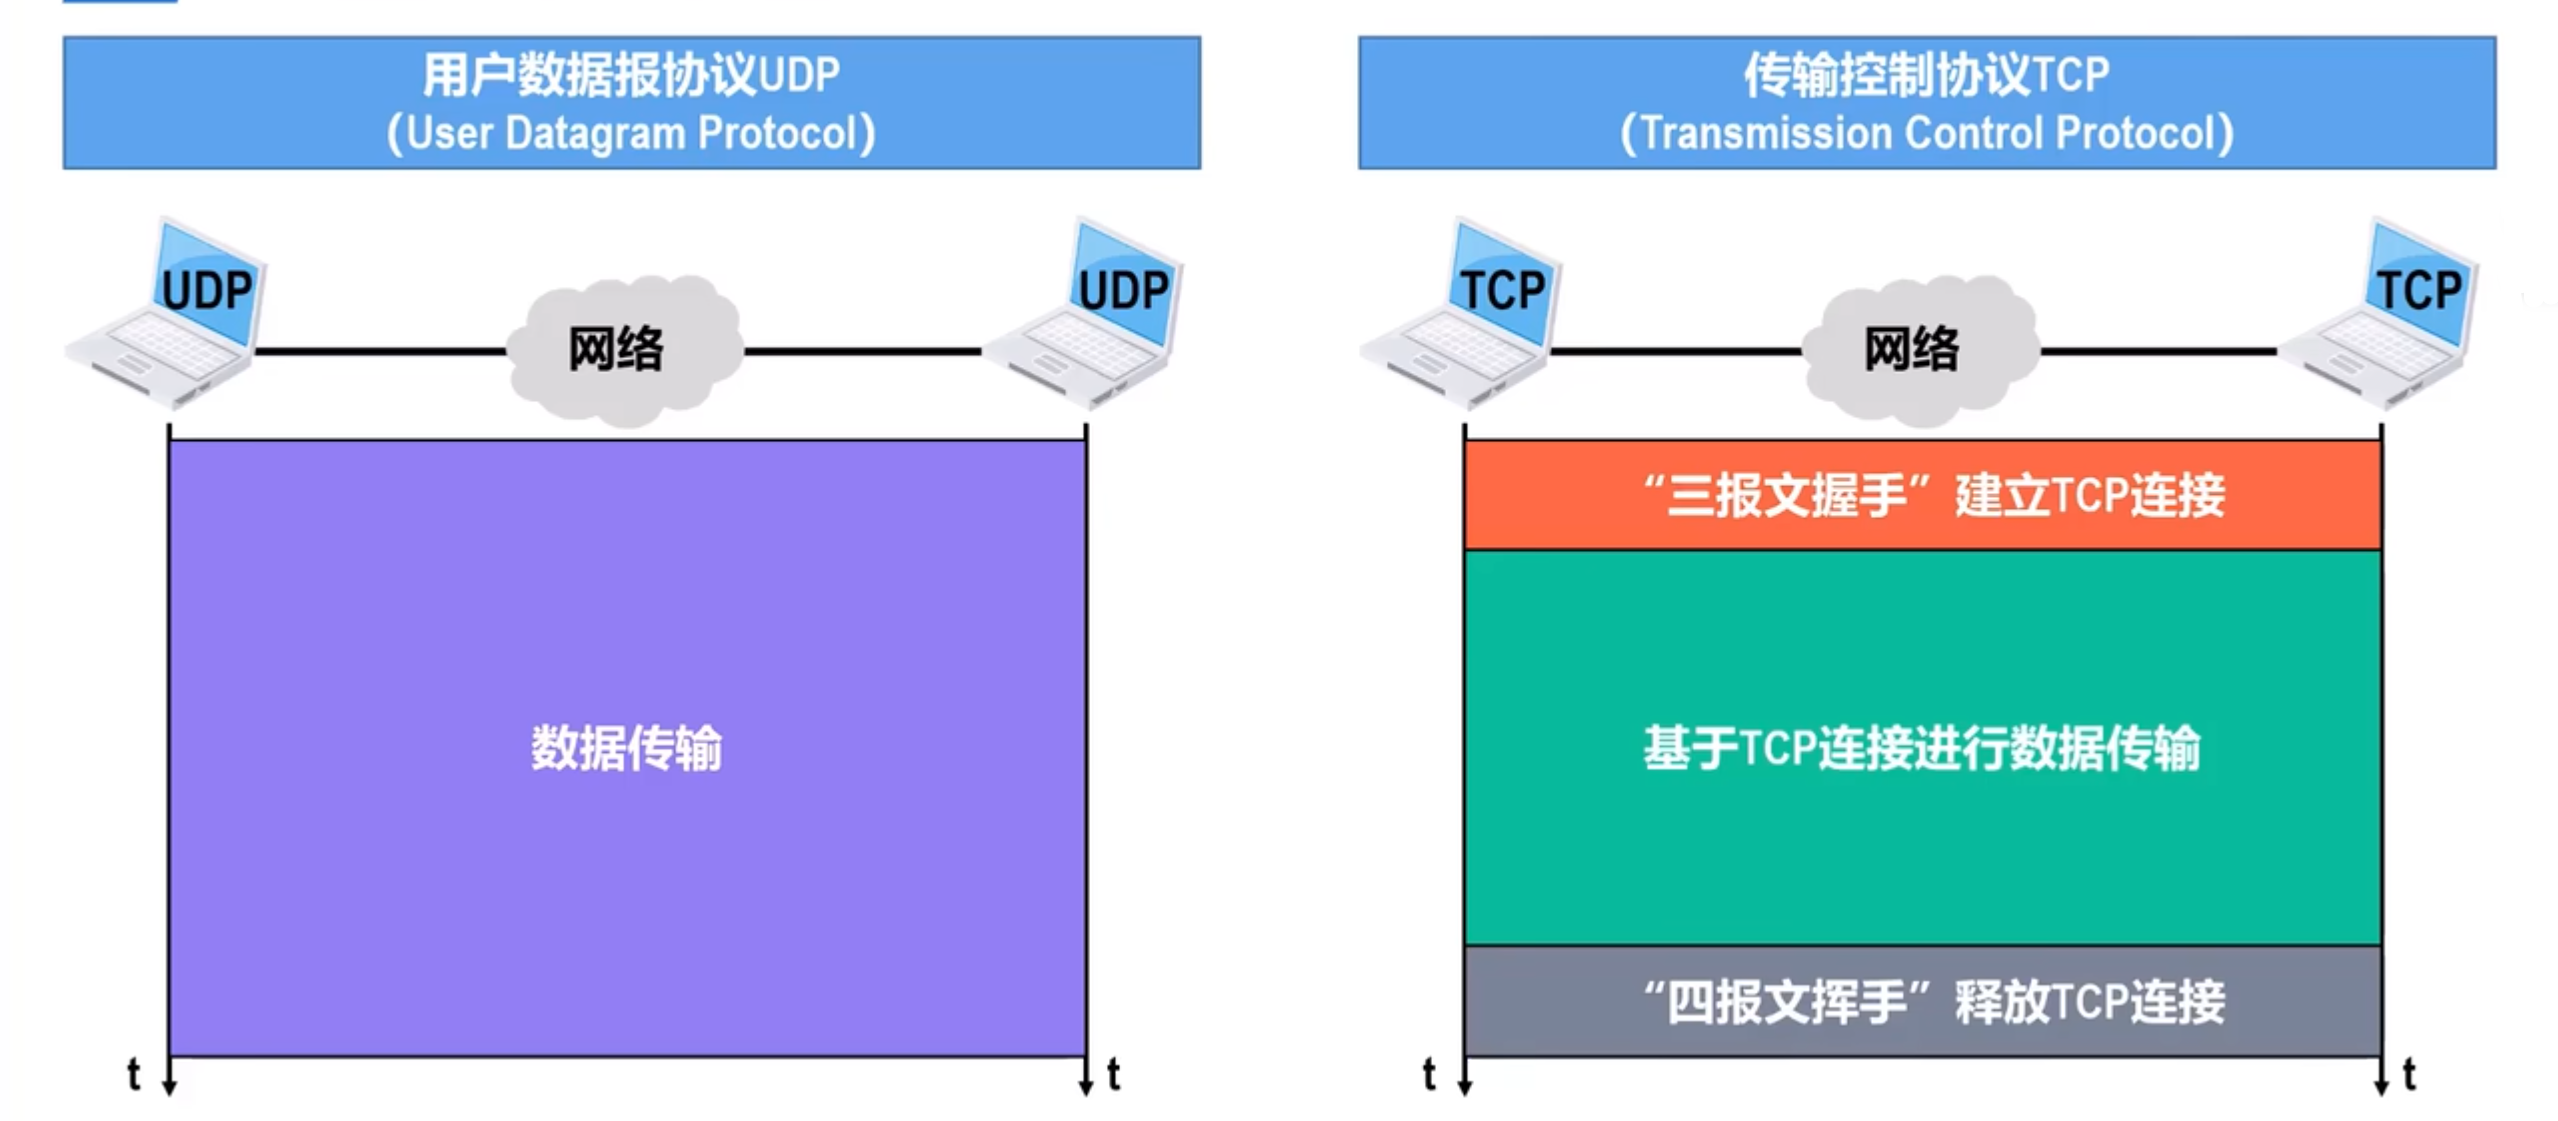 用户数据报协议UDP
（User Datagram Protocol）
UDP
网络
UDP
数据传输
t
t
传输控制协议TCP
（Transmission Control Protocol）
TCP
网络
TCP
“三报文握手”建立TCP连接
基于TCP连接进行数据传输
“四报文挥手”释放TCP连接
t
t